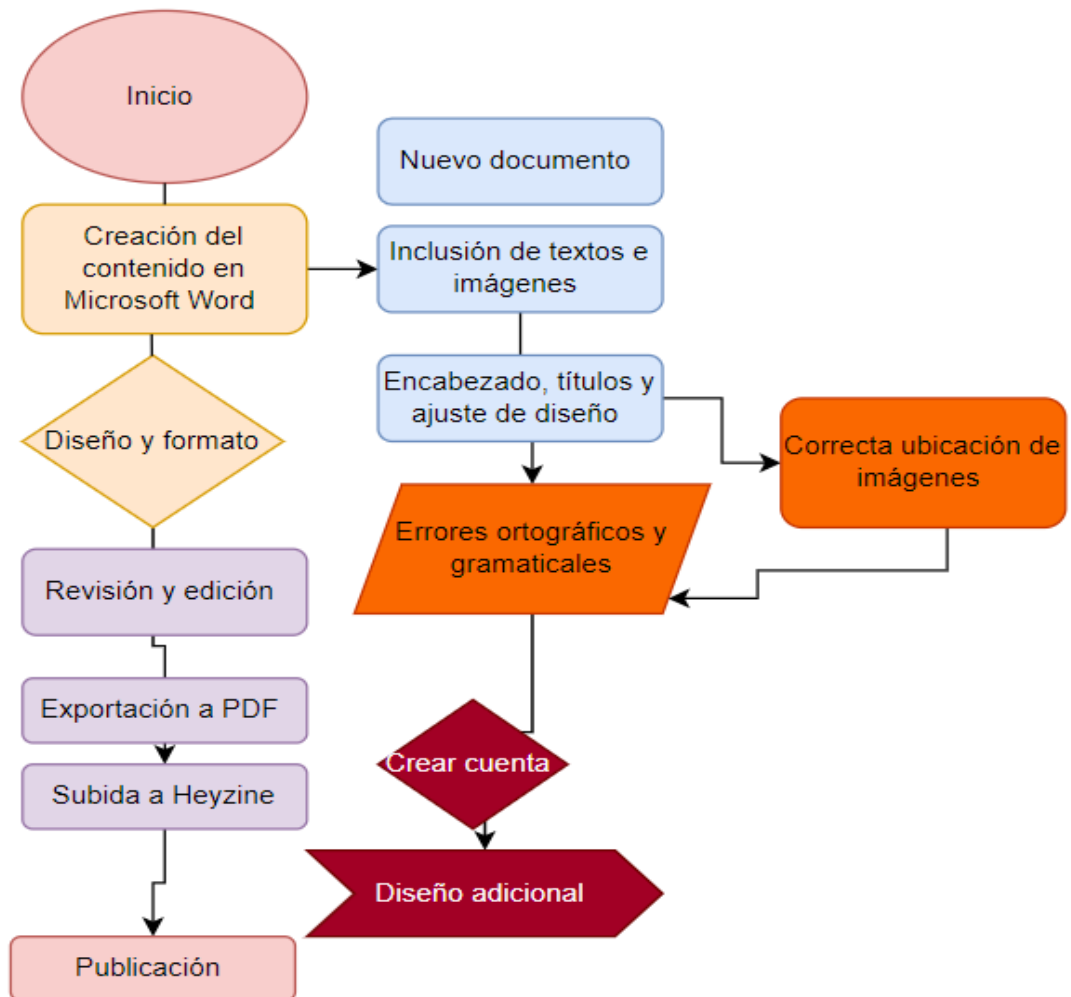 Inicio
Nuevo documento
Creación del
contenido en
Microsoft Word
Inclusión de textos e
imágenes
Encabezado, títulos y
ajuste de diseño
Diseño y formato
Correcta ubicación de
imágenes
Errores ortográficos y
gramaticales
Revisión y edición
Exportación a PDF
Crear cuenta
Subida a Heyzine
Diseño adicional
Publicación